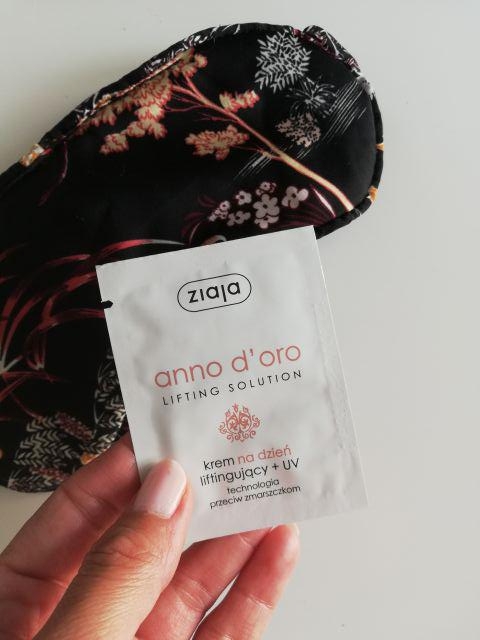 ziaja
anno d'oro
LIFTING SOLUTION
krem na dzień
liftingujący + UV
technologia
przeciw zmarszczkom